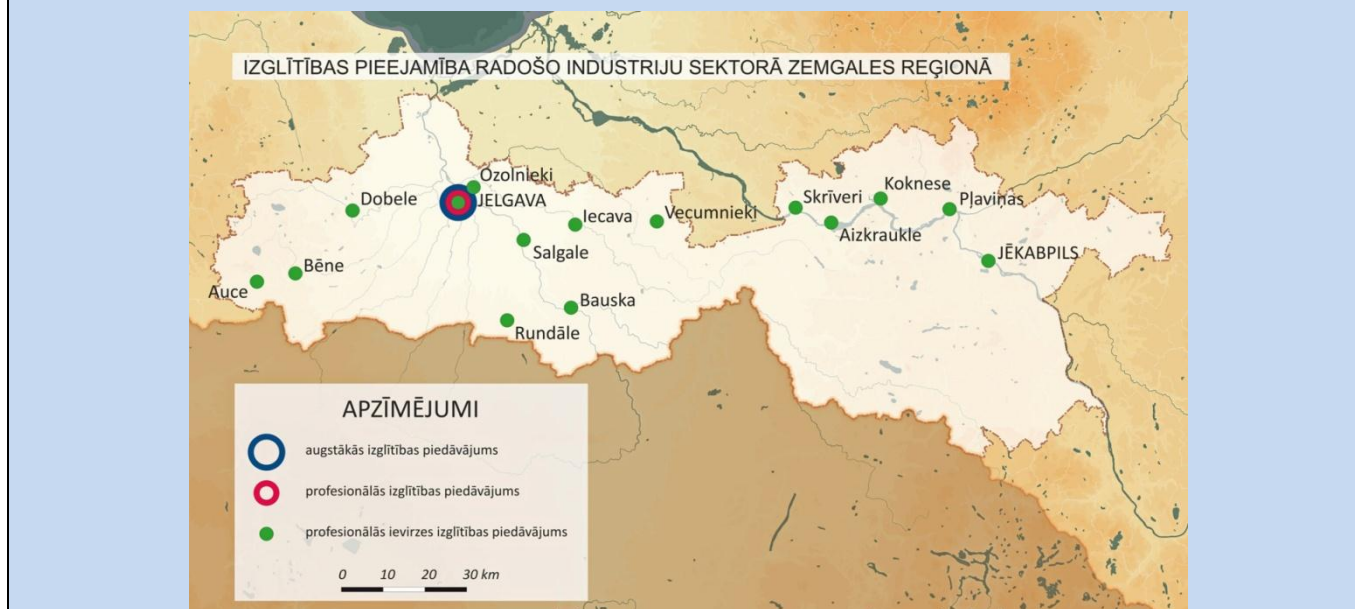 IZGLĪTĪBAS PIEEJAMĪBA RADOŠO INDUSTRIJU SEKTORĀ ZEMGALES REĢIONĀ
Ozolnieki
JELGAVA
Dobele
Iecava
Vecumnieki
Skrīveri
Koknese
Pļaviņas
Aizkraukle
JĒKABPILS
Salgale
Bēne
Auce
Bauska
Rundāle
APZĪMĒJUMI
augstākās izglītības piedāvājums
profesionālās izglītības piedāvājums
profesionālās ievirzes izglītības piedāvājums
0 10 20 30 km